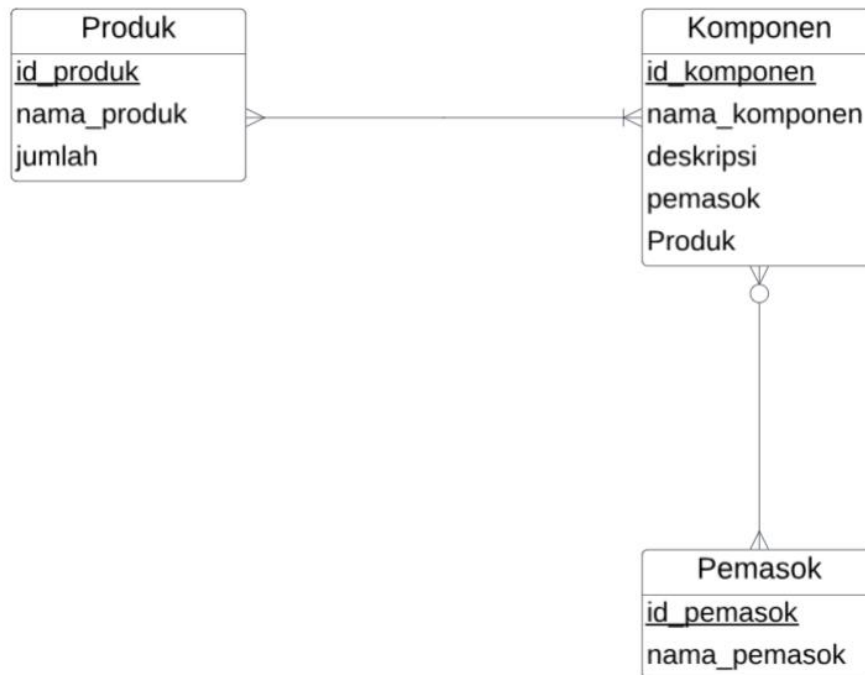 Produk
id_produk
nama_produk
jumlah
Komponen
id_komponen
nama_komponen
deskripsi
pemasok
Produk
Pemasok
id_pemasok
nama_pemasok